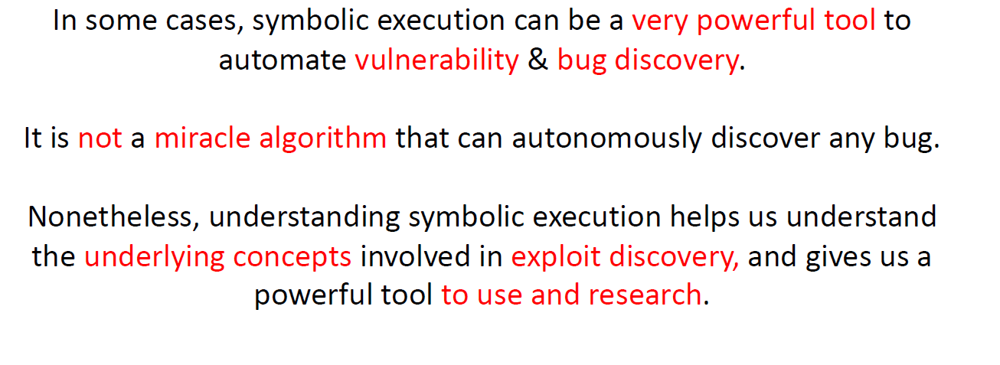 In some cases, symbolic execution can be a very powerful tool to
automate vulnerability & bug discovery.
It is not a miracle algorithm that can autonomously discover any bug.
Nonetheless, understanding symbolic execution helps us understand
the underlying concepts involved in exploit discovery, and gives us a
powerful tool to use and research.